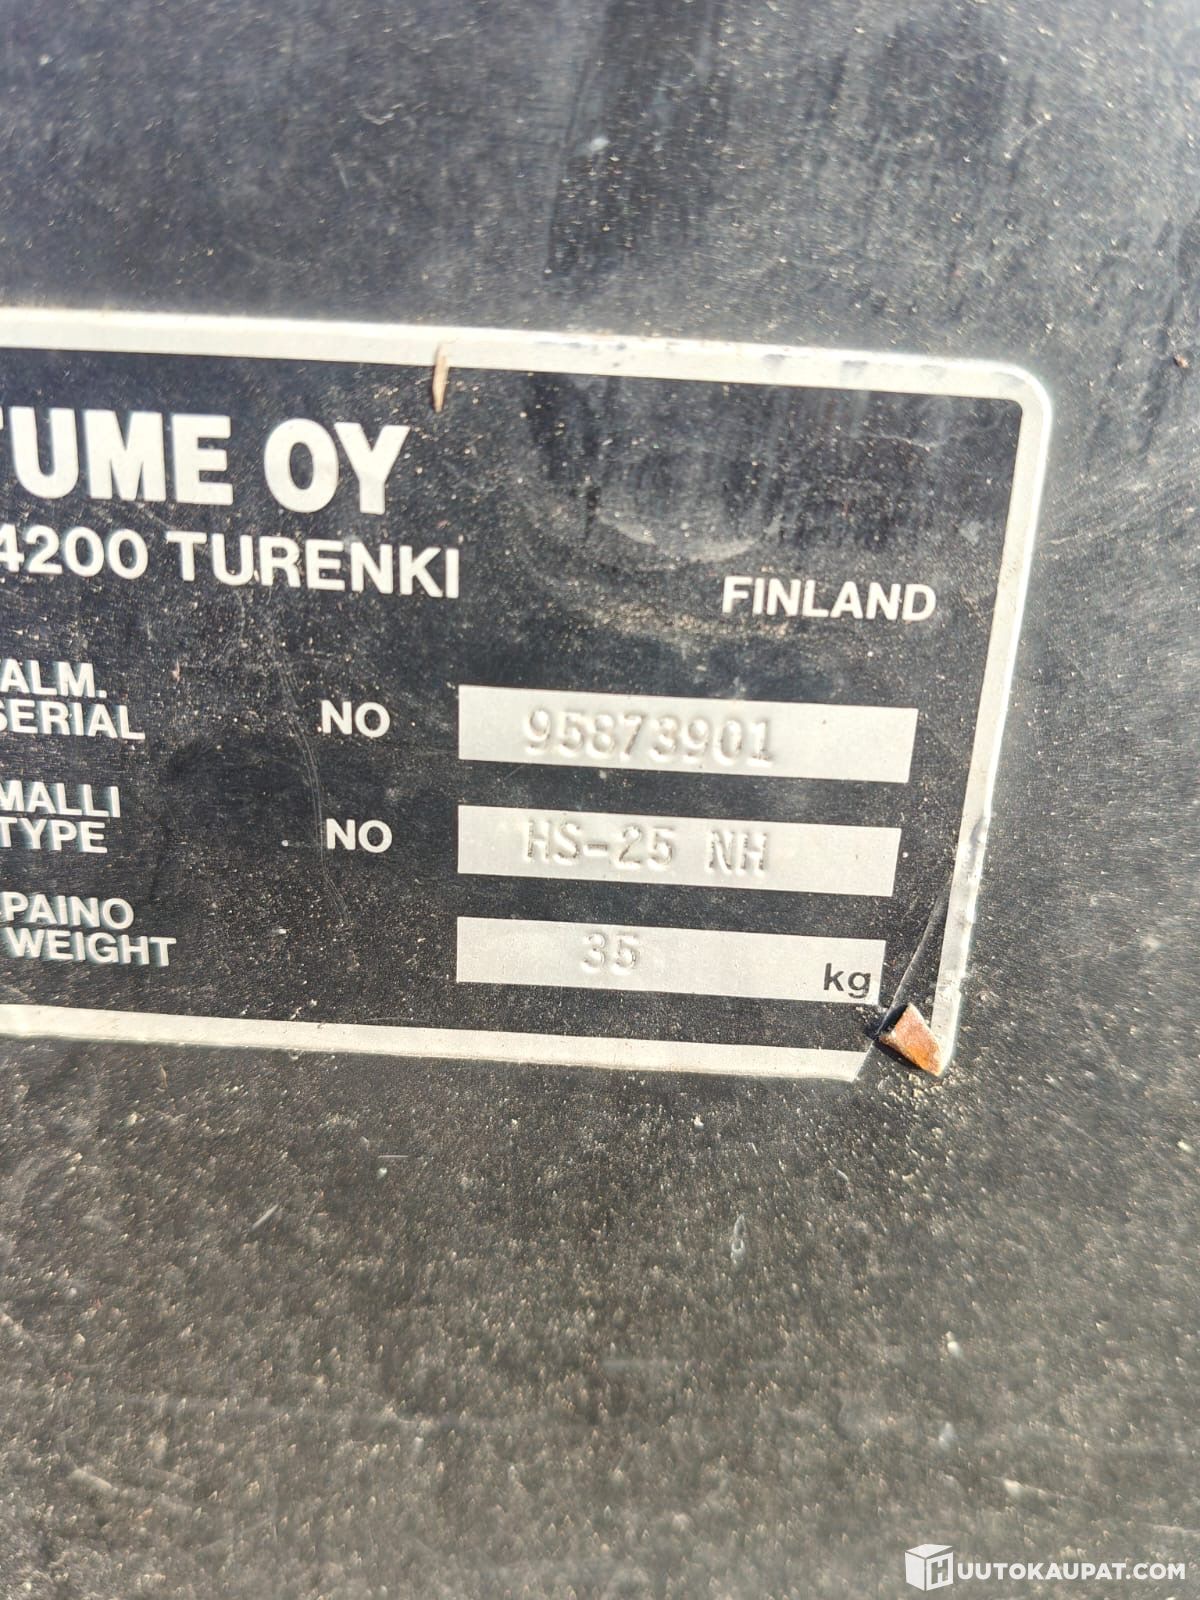 TUME OY
4200 TURENKI
FINLAND
ALM.
SERIAL NO 95873901
MALLI
TYPE NO HS-25 NH
PAINO
WEIGHT 35 kg
HUUTOKAUPAT.COM